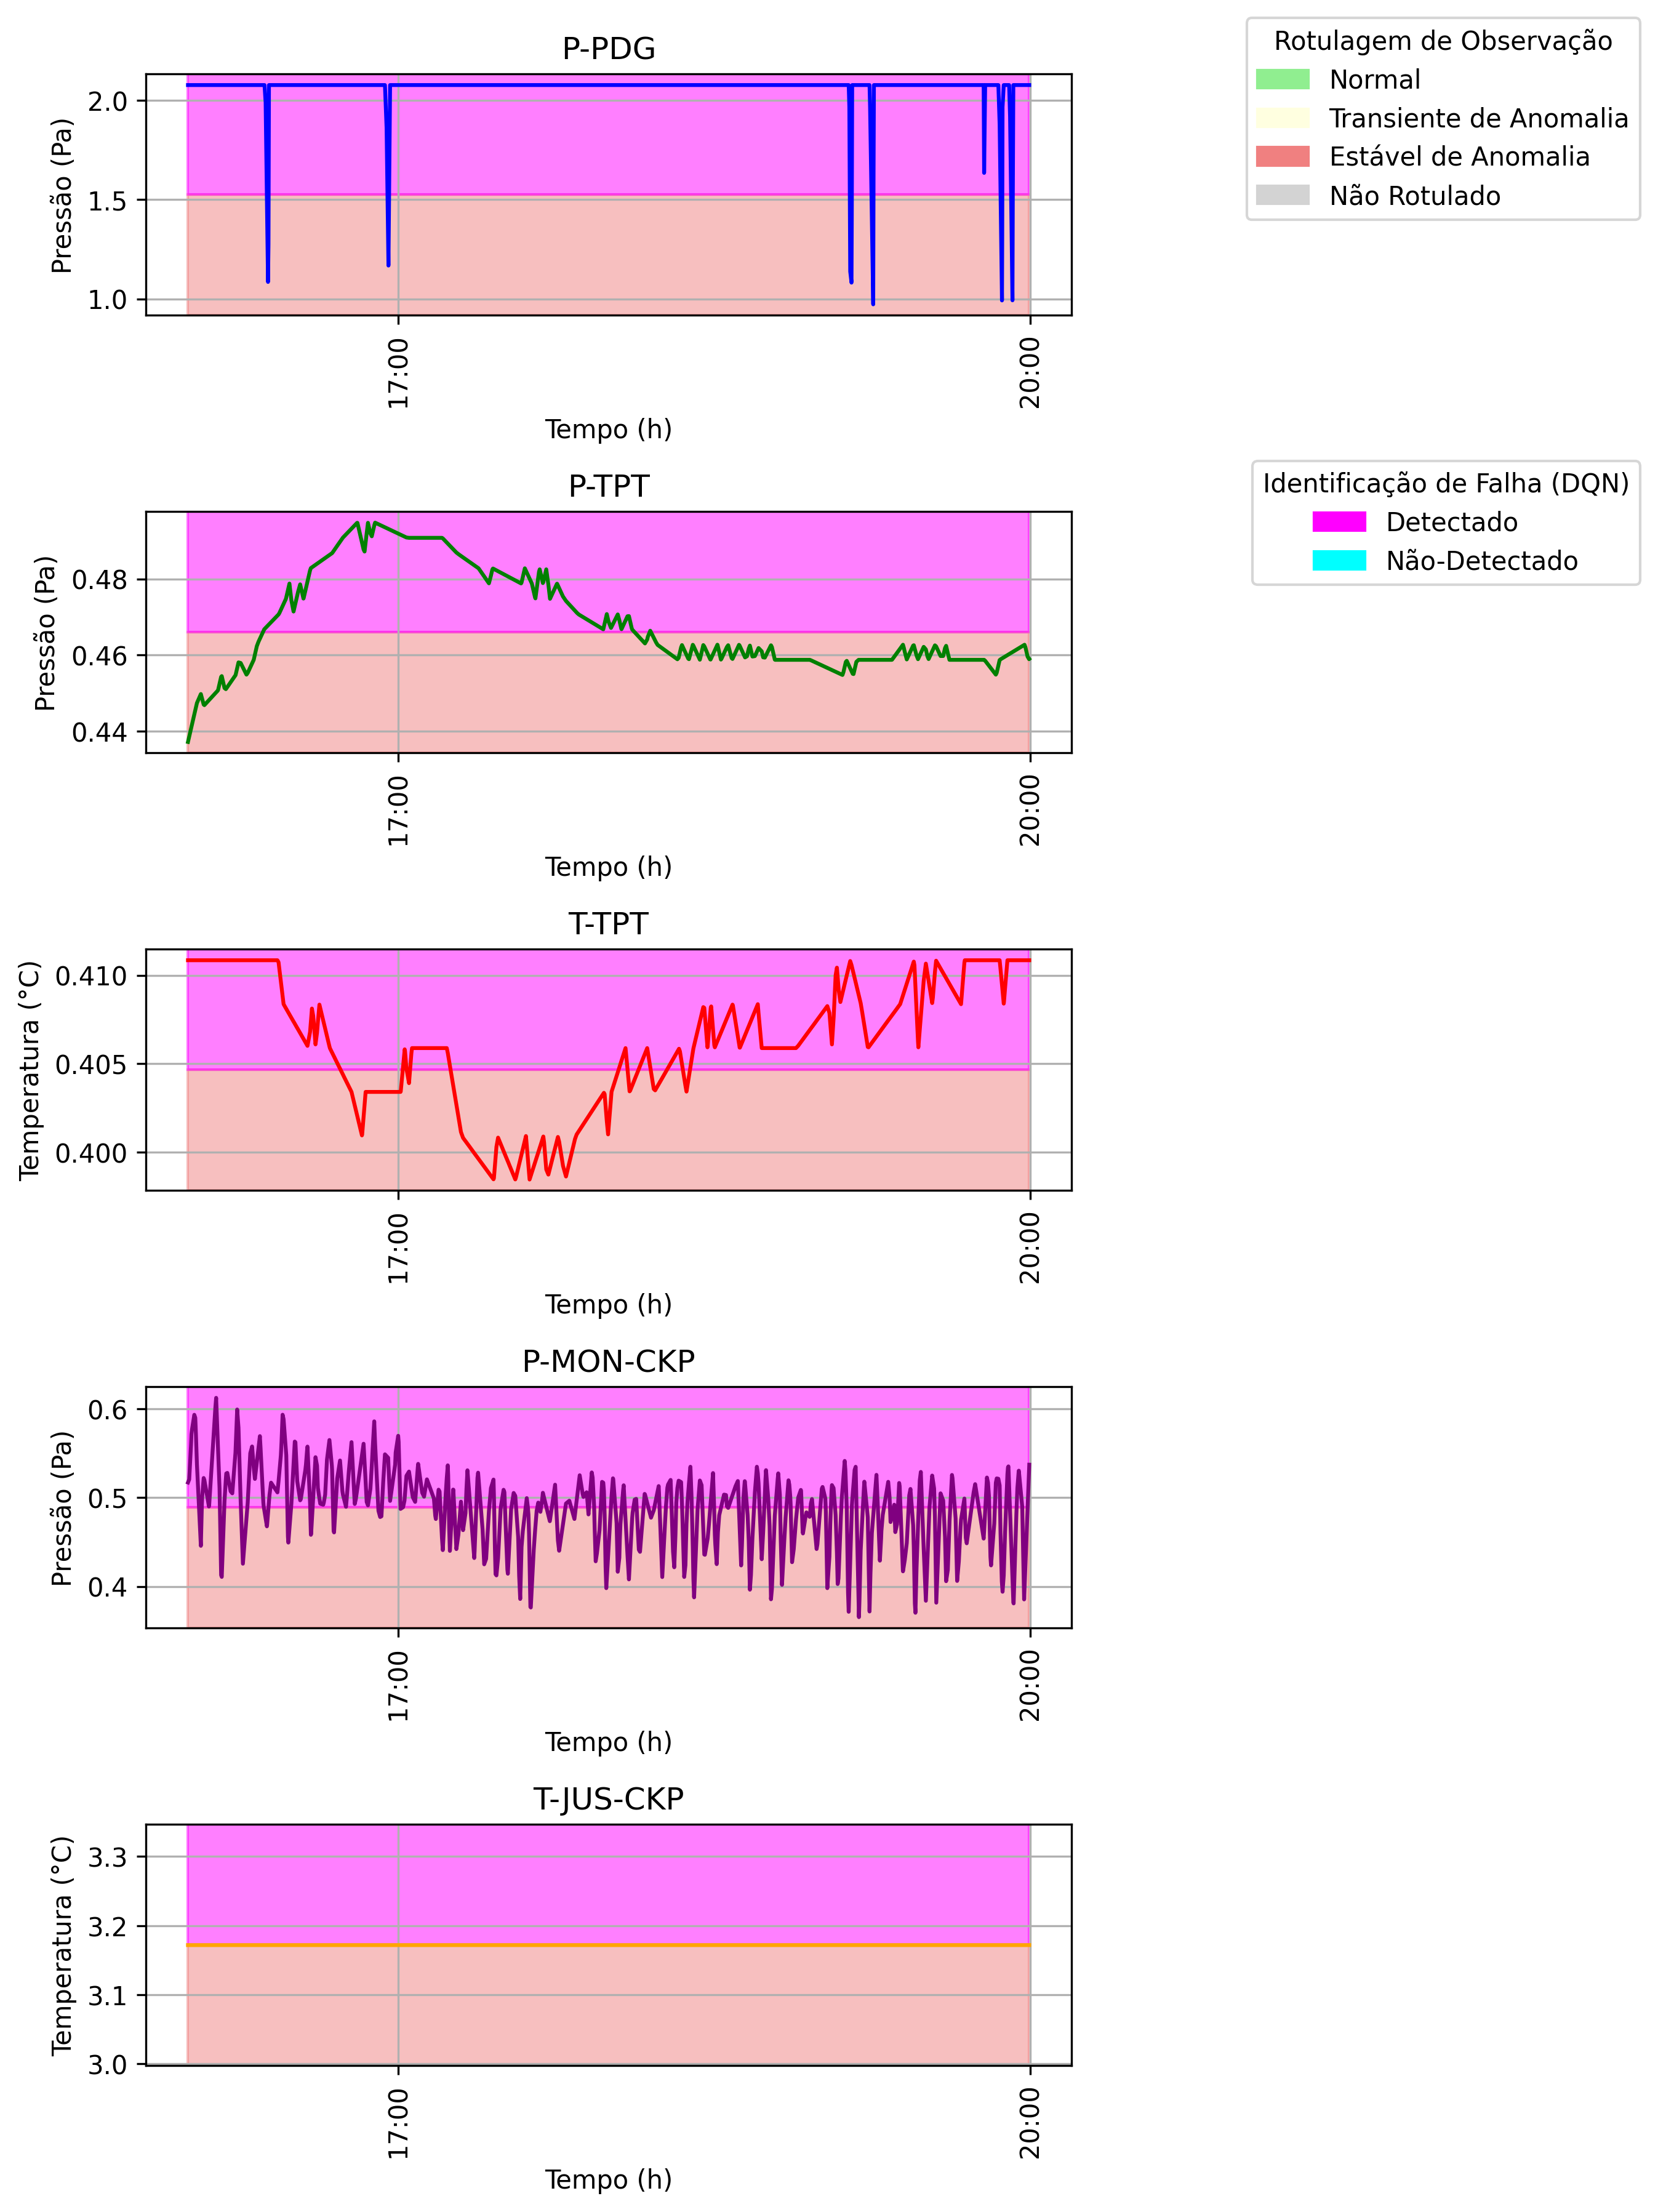 P-PDG
Pressão (Pa)
2.0
1.5
1.0
17:00
20:00
Tempo (h)
Rotulagem de Observação
Normal
Transiente de Anomalia
Estável de Anomalia
Não Rotulado
P-TPT
Pressão (Pa)
0.48
0.46
0.44
17:00
20:00
Tempo (h)
Identificação de Falha (DQN)
Detectado
Não-Detectado
T-TPT
Temperatura (°C)
0.410
0.405
0.400
17:00
20:00
Tempo (h)
P-MON-CKP
Pressão (Pa)
0.6
0.5
0.4
17:00
20:00
Tempo (h)
T-JUS-CKP
Temperatura (°C)
3.3
3.2
3.1
3.0
17:00
20:00
Tempo (h)